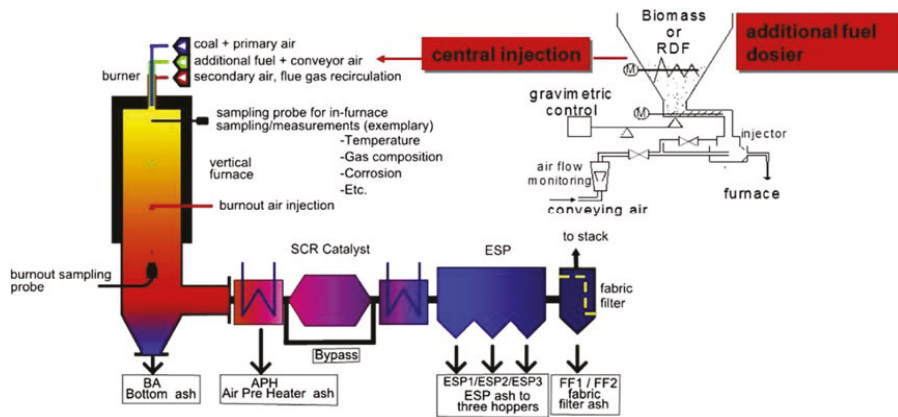 coal + primary air
additional fuel + conveyor air
secondary air, flue gas recirculation
burner
central injection
Biomass
or
RDF
additional fuel
dosier
M
gravimetric
control
M
injector
air flow
monitoring
conveying air
furnace
sampling probe for in-furnace
sampling/measurements (exemplary)
-Temperature
-Gas composition
-Corrosion
-Etc.
vertical
furnace
burnout air injection
burnout sampling
probe
SCR Catalyst
ESP
to stack
fabric
filter
Bypass
BA
Bottom ash
APH
Air Pre Heater ash
ESP1/ESP2/ESP3
ESP ash to
three hoppers
FF1 / FF2
fabric
filter ash